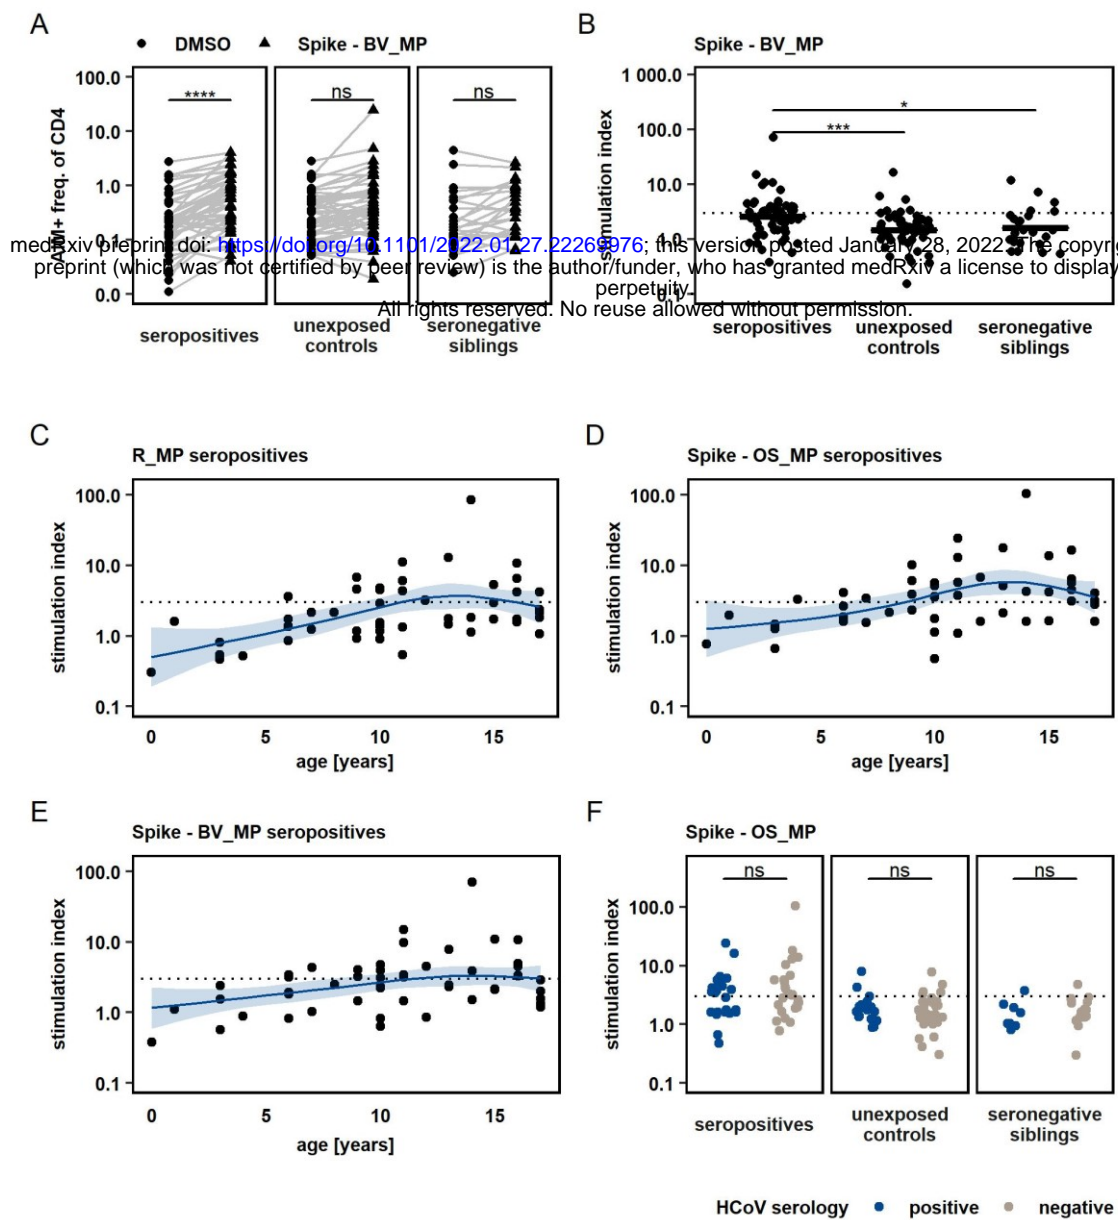 A
DMSO Spike - BV_MP
AIM+ freq. of CD4
100.0
10.0
1.0
0.1
0.0
****
ns
ns
seropositives
unexposed
controls
seronegative
siblings
B
Spike - BV_MP
stimulation index
1 000.0
100.0
10.0
1.0
0.1
*
***
seropositives
unexposed
controls
seronegative
siblings
medRxiv preprint doi: https://doi.org/10.1101/2022.01.27.22269976; this version posted January 28, 2022. The copyr
preprint (which was not certified by peer review) is the author/funder, who has granted medRxiv a license to display
perpetuity.
All rights reserved. No reuse allowed without permission.
C
R_MP seropositives
stimulation index
100.0
10.0
1.0
0.1
0 5 10 15
age [years]
D
Spike - OS_MP seropositives
stimulation index
100.0
10.0
1.0
0.1
0 5 10 15
age [years]
E
Spike - BV_MP seropositives
stimulation index
100.0
10.0
1.0
0.1
0 5 10 15
age [years]
F
Spike - OS_MP
stimulation index
100.0
10.0
1.0
0.1
ns
ns
ns
seropositives
unexposed
controls
seronegative
siblings
HCoV serology positive negative